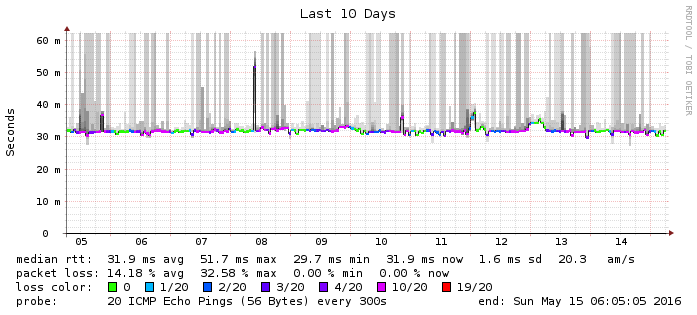 Last 10 Days
RRDTOOL / TOBI OETIKER
Seconds
60 m
50 m
40 m
30 m
20 m
10 m
0
05 06 07 08 09 10 11 12 13 14
median rtt: 31.9 ms avg 51.7 ms max 29.7 ms min 31.9 ms now 1.6 ms sd 20.3 am/s
packet loss: 14.18 % avg 32.58 % max 0.00 % min 0.00 % now
loss color: 0 1/20 2/20 3/20 4/20 10/20 19/20
probe: 20 ICMP Echo Pings (56 Bytes) every 300s end: Sun May 15 06:05:05 2016